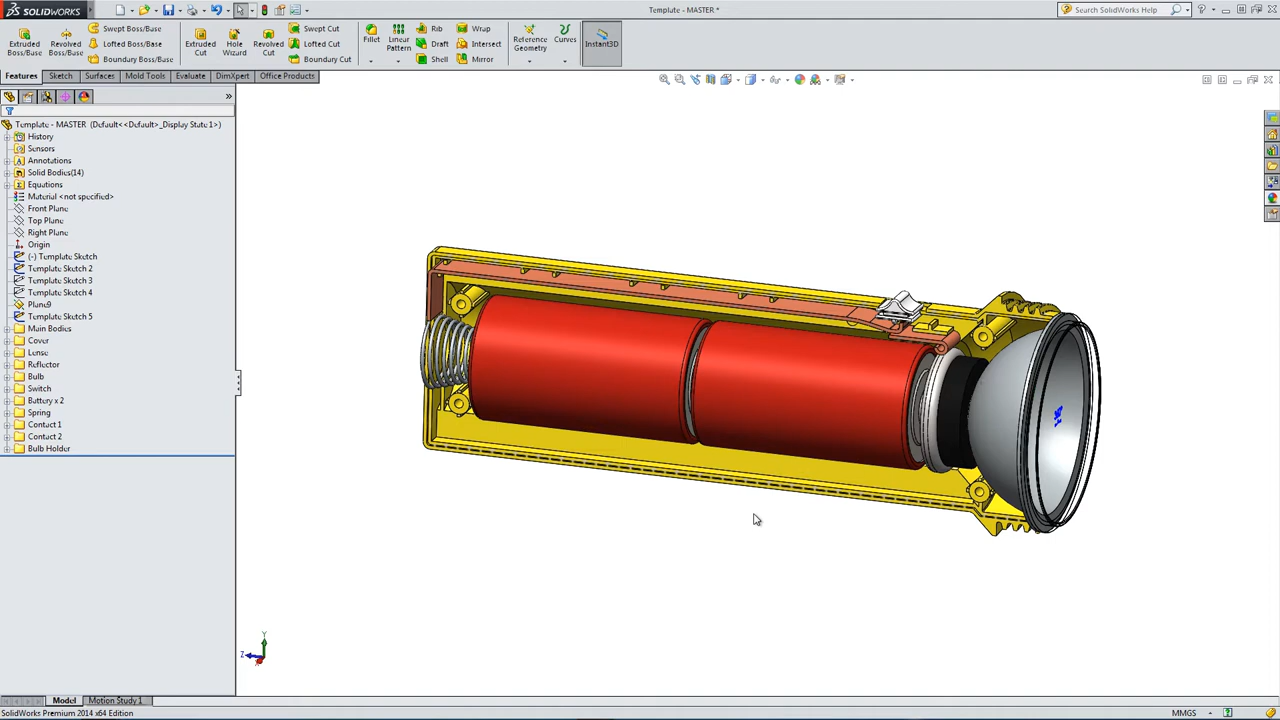 SOLIDWORKS
Template - MASTER *
Search SolidWorks Help
Extruded Boss/Base
Revolved Boss/Base
Swept Boss/Base
Lofted Boss/Base
Boundary Boss/Base
Extruded Cut
Hole Wizard
Revolved Cut
Swept Cut
Lofted Cut
Boundary Cut
Fillet
Linear Pattern
Rib
Draft
Shell
Wrap
Intersect
Mirror
Reference Geometry
Curves
Instant3D
Features
Sketch
Surfaces
Mold Tools
Evaluate
DimXpert
Office Products
Template - MASTER (Default<<Default>_Display State 1>)
History
Sensors
Annotations
Solid Bodies(14)
Equations
Material <not specified>
Front Plane
Top Plane
Right Plane
Origin
(-) Template Sketch
Template Sketch 2
Template Sketch 3
Template Sketch 4
Plane9
Template Sketch 5
Main Bodies
Cover
Lense
Reflector
Bulb
Switch
Battery x 2
Spring
Contact 1
Contact 2
Bulb Holder
Y
Z
Model
Motion Study 1
SolidWorks Premium 2014 x64 Edition
MMGS